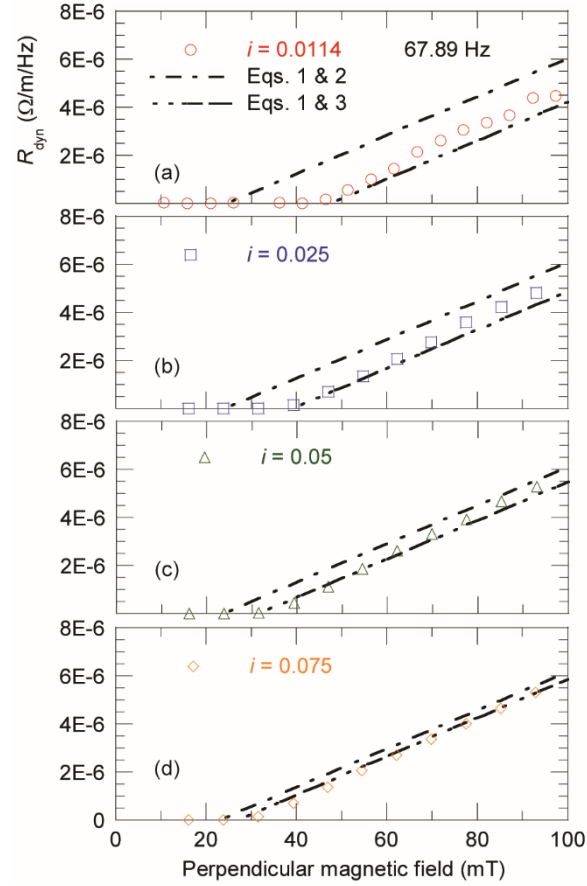 8E-6
6E-6
4E-6
2E-6
i = 0.0114 67.89 Hz
Eqs. 1 & 2
Eqs. 1 & 3
(a)
R_dyn (Ω/m/Hz)
8E-6
6E-6
4E-6
2E-6
i = 0.025
(b)
8E-6
6E-6
4E-6
2E-6
i = 0.05
(c)
8E-6
6E-6
4E-6
2E-6
0
i = 0.075
(d)
0 20 40 60 80 100
Perpendicular magnetic field (mT)